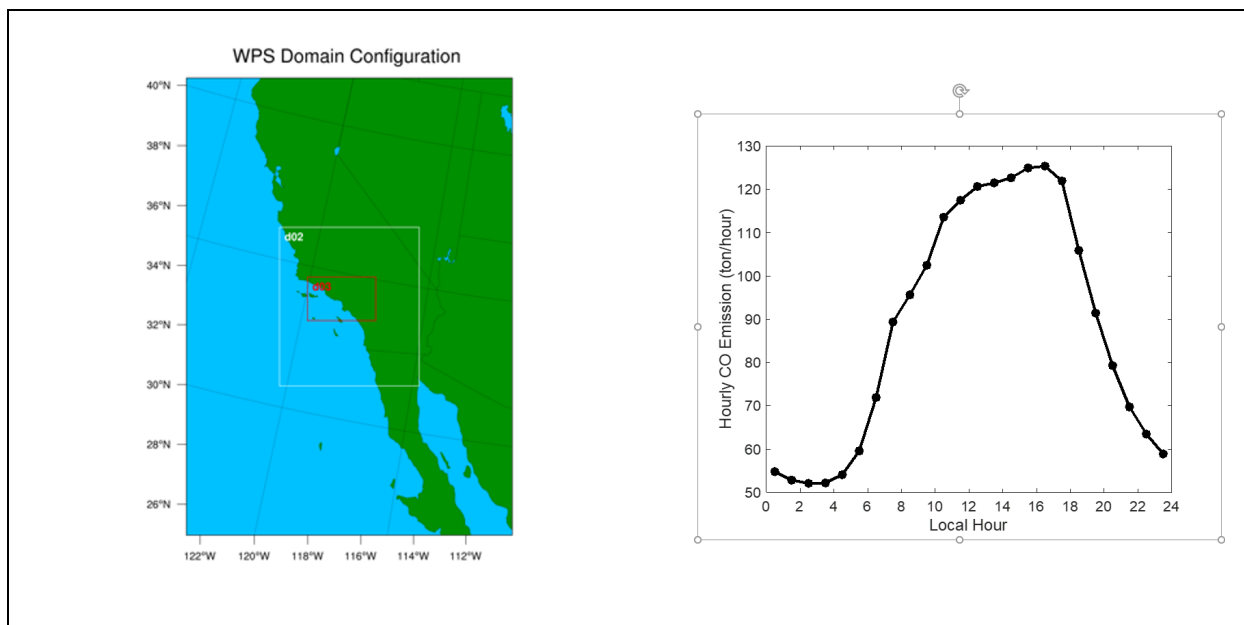 WPS Domain Configuration
40°N
38°N
36°N
34°N
32°N
30°N
28°N
26°N
122°W 120°W 118°W 116°W 114°W 112°W
d02
d03
130
120
110
100
90
80
70
60
50
0 2 4 6 8 10 12 14 16 18 20 22 24
Hourly CO Emission (ton/hour)
Local Hour